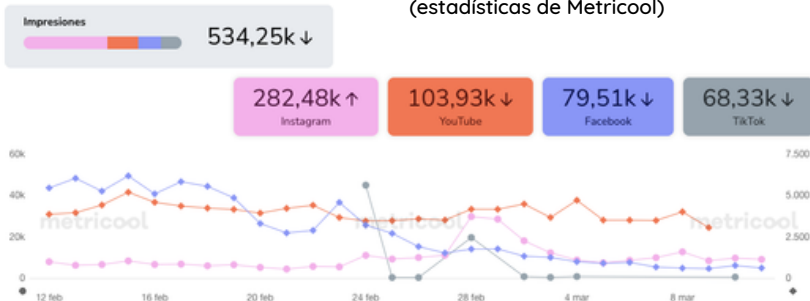 (estadísticas de Metricool)
Impresiones
534,25k↓
282,48k↑
Instagram
103,93k↓
YouTube
79,51k↓
Facebook
68,33k↓
TikTok
60k
40k
20k
0
7.500
5.000
2.500
0
metricool
metricool
metricool
12 feb
16 feb
20 feb
24 feb
28 feb
4 mar
8 mar